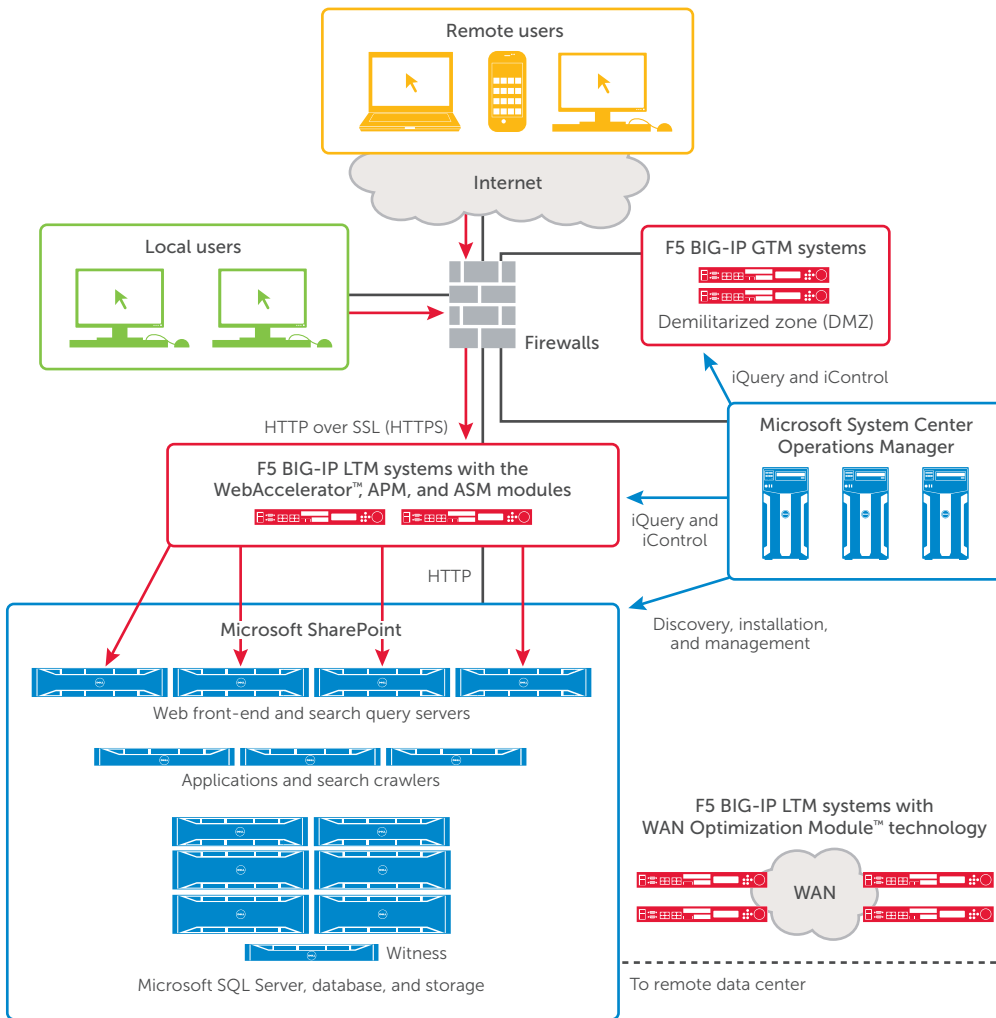 Remote users
Internet
Local users
F5 BIG-IP GTM systems
Demilitarized zone (DMZ)
Firewalls
iQuery and iControl
HTTP over SSL (HTTPS)
Microsoft System Center
Operations Manager
F5 BIG-IP LTM systems with the
WebAccelerator™, APM, and ASM modules
iQuery and
iControl
HTTP
Discovery, installation,
and management
Microsoft SharePoint
Web front-end and search query servers
Applications and search crawlers
F5 BIG-IP LTM systems with
WAN Optimization Module™ technology
WAN
Witness
Microsoft SQL Server, database, and storage
To remote data center